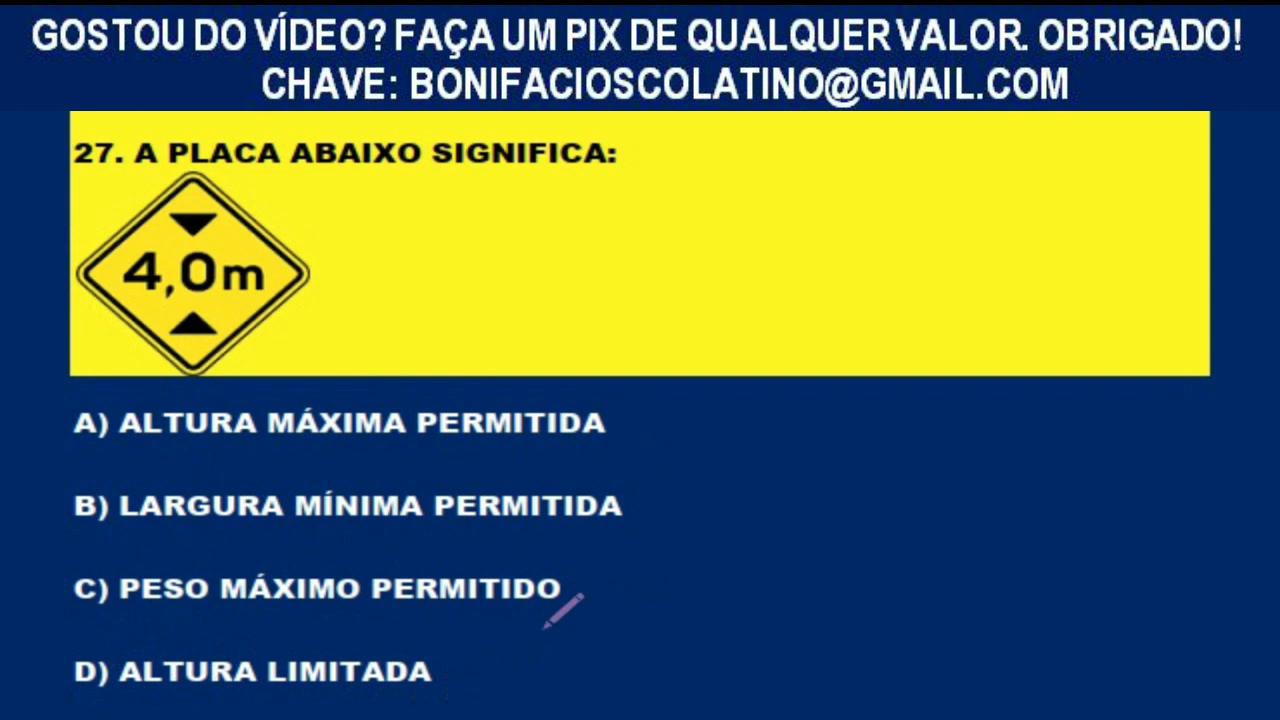 GOSTOU DO VÍDEO? FAÇA UM PIX DE QUALQUER VALOR. OBRIGADO!
CHAVE: BONIFACIOSCOLATINO@GMAIL.COM
27. A PLACA ABAIXO SIGNIFICA:
4,0m
A) ALTURA MÁXIMA PERMITIDA
B) LARGURA MÍNIMA PERMITIDA
C) PESO MÁXIMO PERMITIDO
D) ALTURA LIMITADA